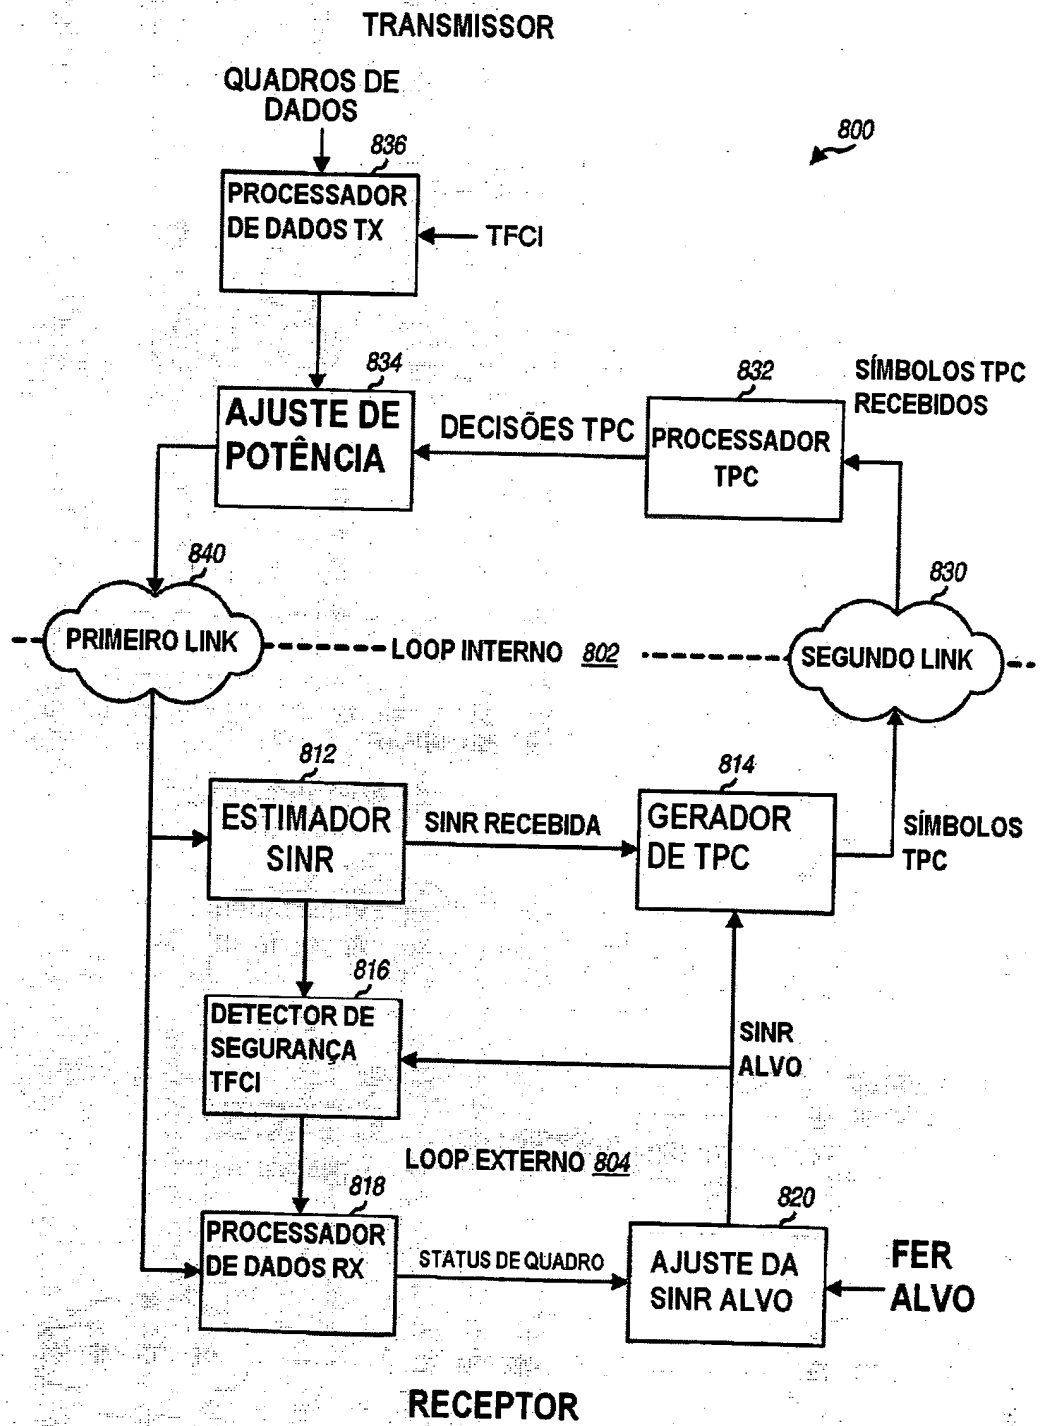 TRANSMISSOR
QUADROS DE
DADOS
836
800
PROCESSADOR
DE DADOS TX
TFCI
834
832
SÍMBOLOS TPC
RECEBIDOS
AJUSTE DE
POTÊNCIA
DECISÕES TPC
PROCESSADOR
TPC
840
830
PRIMEIRO LINK
LOOP INTERNO 802
SEGUNDO LINK
812
814
ESTIMADOR
SINR
SINR RECEBIDA
GERADOR
DE TPC
SÍMBOLOS
TPC
816
DETECTOR DE
SEGURANÇA
TFCI
SINR
ALVO
LOOP EXTERNO 804
818
820
PROCESSADOR
DE DADOS RX
STATUS DE QUADRO
AJUSTE DA
SINR ALVO
FER
ALVO
RECEPTOR